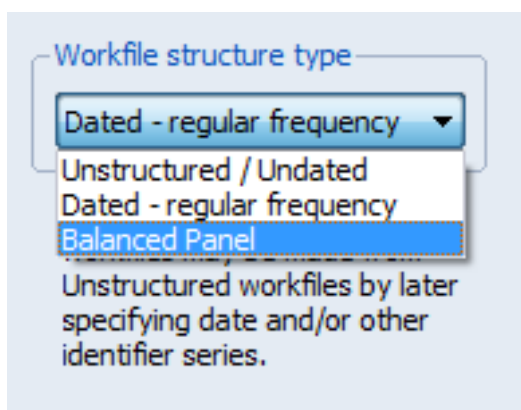 Workfile structure type
Dated - regular frequency
Unstructured / Undated
Dated - regular frequency
Balanced Panel
Unstructured workfiles by later
specifying date and/or other
identifier series.